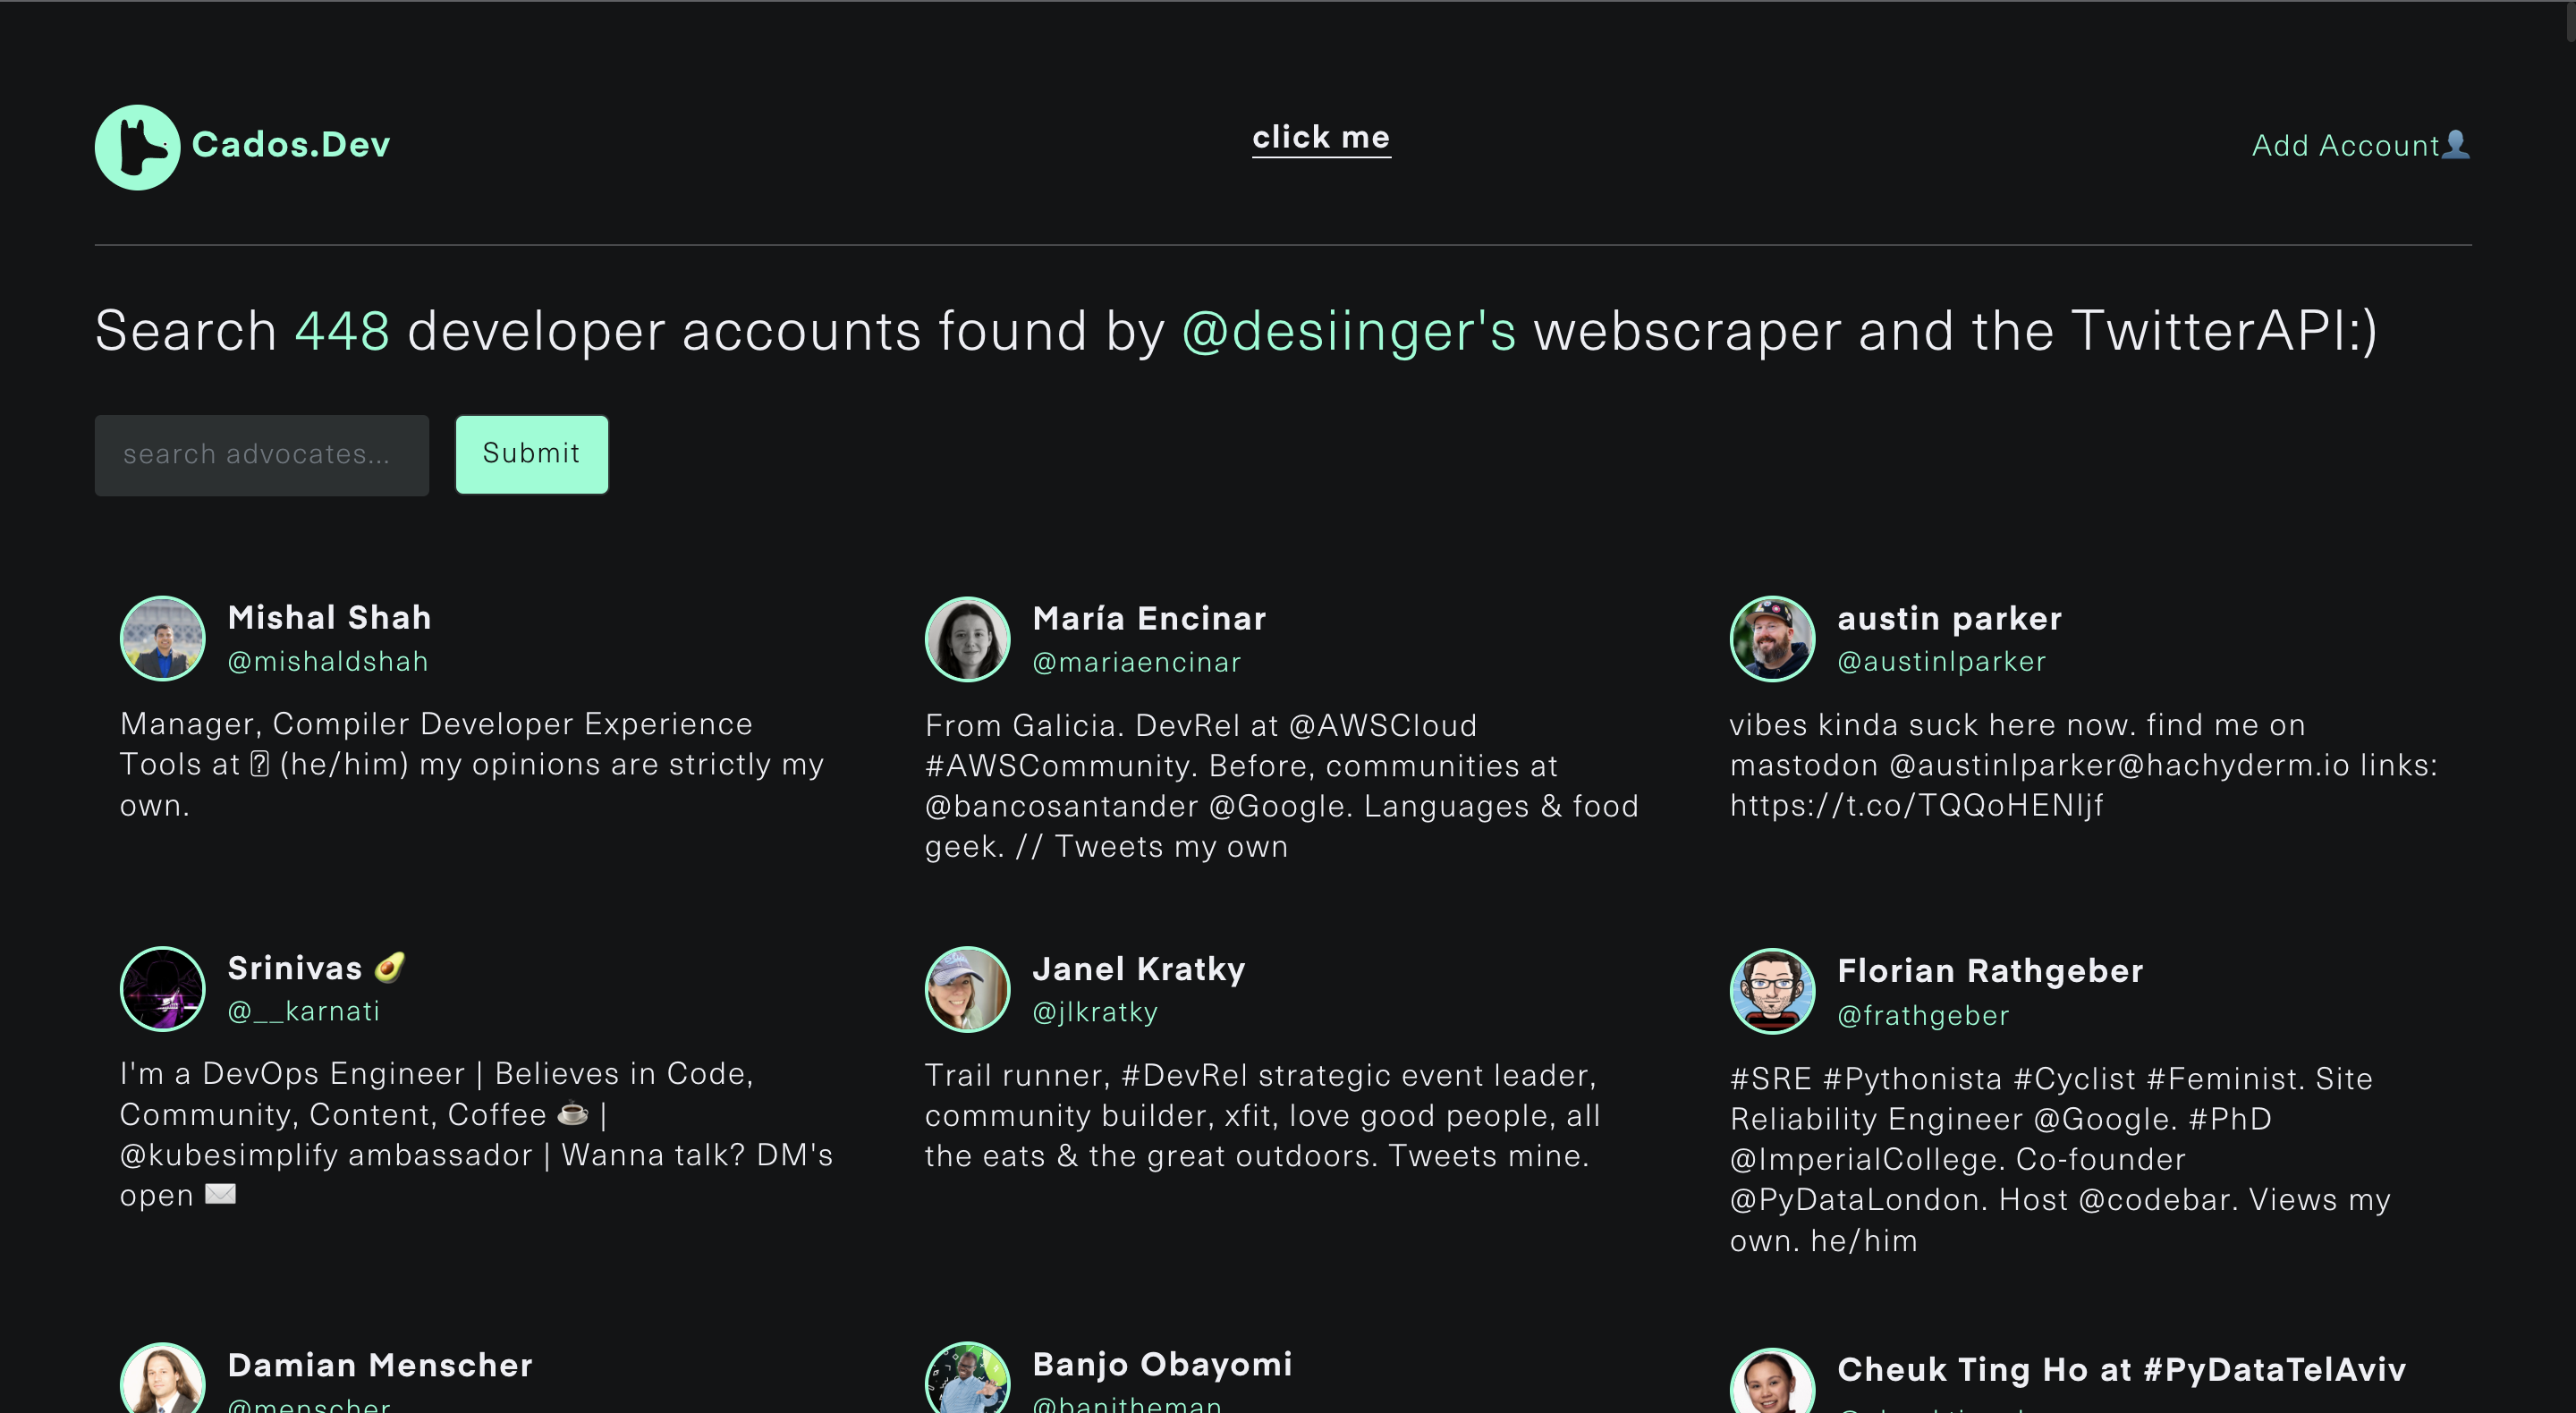 Cados.Dev
click me
Add Account👤
Search 448 developer accounts found by @desiinger's webscraper and the TwitterAPI:)
search advocates...
Submit
Mishal Shah
@mishaldshah
Manager, Compiler Developer Experience
Tools at  (he/him) my opinions are strictly my
own.
María Encinar
@mariaencinar
From Galicia. DevRel at @AWSCloud
#AWSCommunity. Before, communities at
@bancosantander @Google. Languages & food
geek. // Tweets my own
austin parker
@austinlparker
vibes kinda suck here now. find me on
mastodon @austinlparker@hachyderm.io links:
Srinivas 🥑
@__karnati
I'm a DevOps Engineer | Believes in Code,
Community, Content, Coffee ☕ |
@kubesimplify ambassador | Wanna talk? DM's
open ✉️
Janel Kratky
@jlkratky
Trail runner, #DevRel strategic event leader,
community builder, xfit, love good people, all
the eats & the great outdoors. Tweets mine.
Florian Rathgeber
@frathgeber
#SRE #Pythonista #Cyclist #Feminist. Site
Reliability Engineer @Google. #PhD
@ImperialCollege. Co-founder
@PyDataLondon. Host @codebar. Views my
own. he/him
Damian Menscher
@menscher
Banjo Obayomi
@banjtheman
Cheuk Ting Ho at #PyDataTelAviv